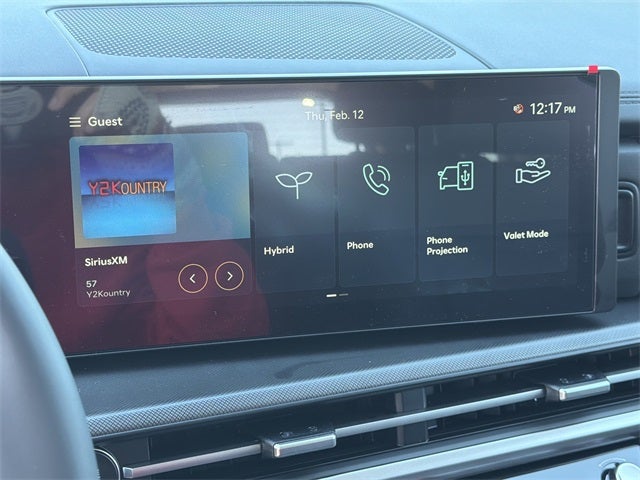 Guest
Thu, Feb. 12
12:17 PM
Y2KOUNTRY
SiriusXM
57
Y2Kountry
Hybrid
Phone
Phone
Projection
Valet Mode